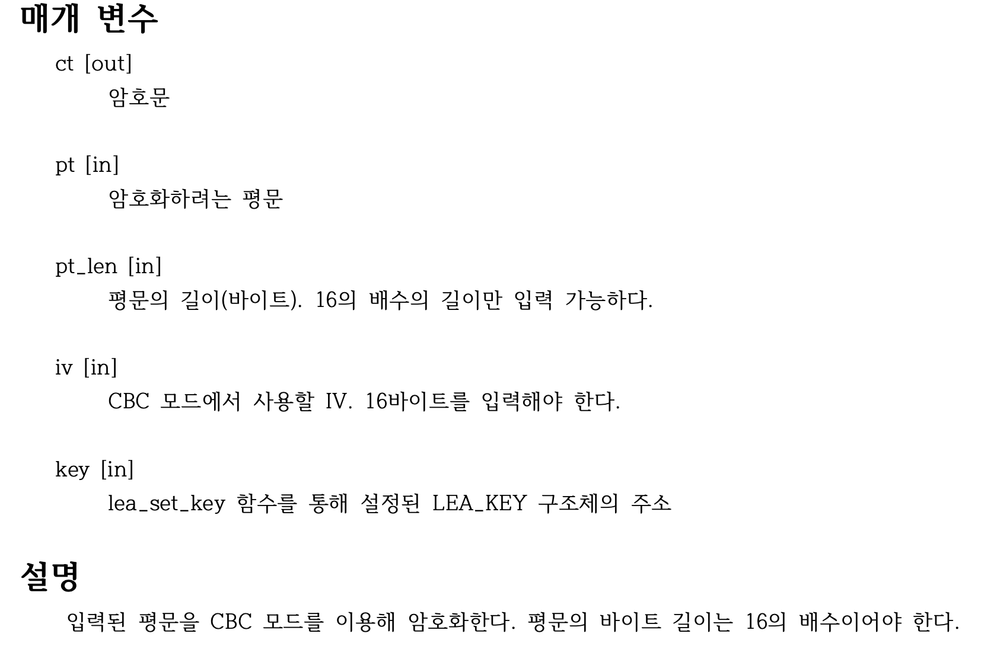 매개 변수
ct [out]
암호문
pt [in]
암호화하려는 평문
pt_len [in]
평문의 길이(바이트). 16의 배수의 길이만 입력 가능하다.
iv [in]
CBC 모드에서 사용할 IV. 16바이트를 입력해야 한다.
key [in]
lea_set_key 함수를 통해 설정된 LEA_KEY 구조체의 주소
설명
입력된 평문을 CBC 모드를 이용해 암호화한다. 평문의 바이트 길이는 16의 배수이어야 한다.